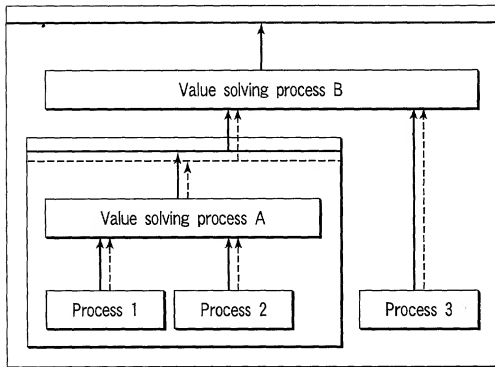 Value solving process B
Value solving process A
Process 1
Process 2
Process 3